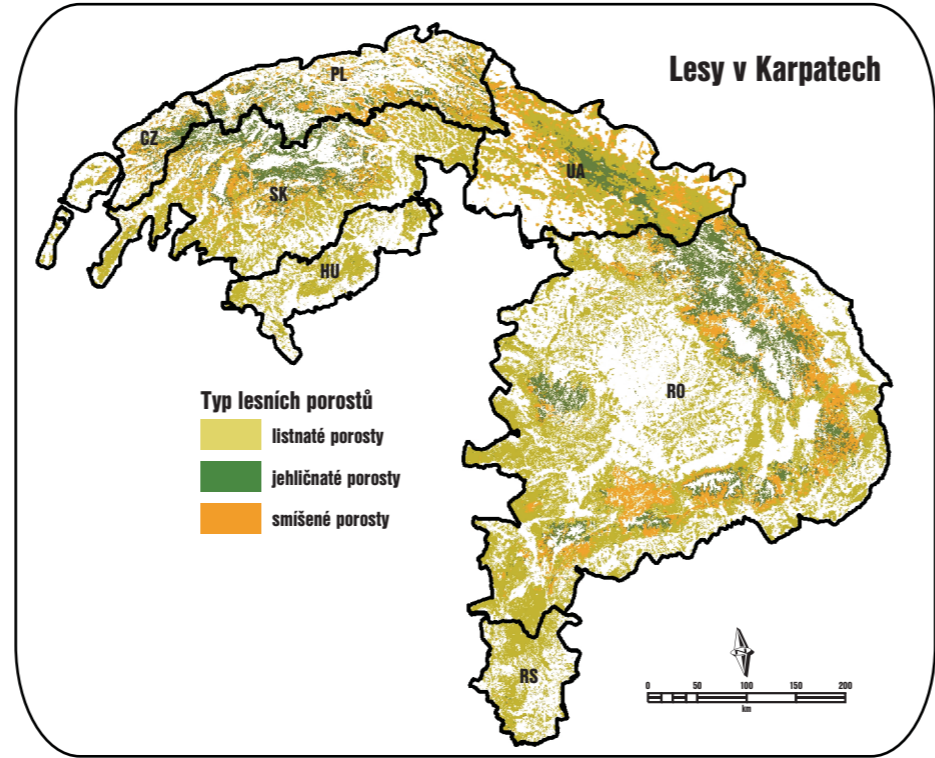 Lesy v Karpatech
PL
CZ
UA
SK
HU
RO
Typ lesních porostů
listnaté porosty
jehličnaté porosty
smíšené porosty
RS
0 50 100 150 200
km